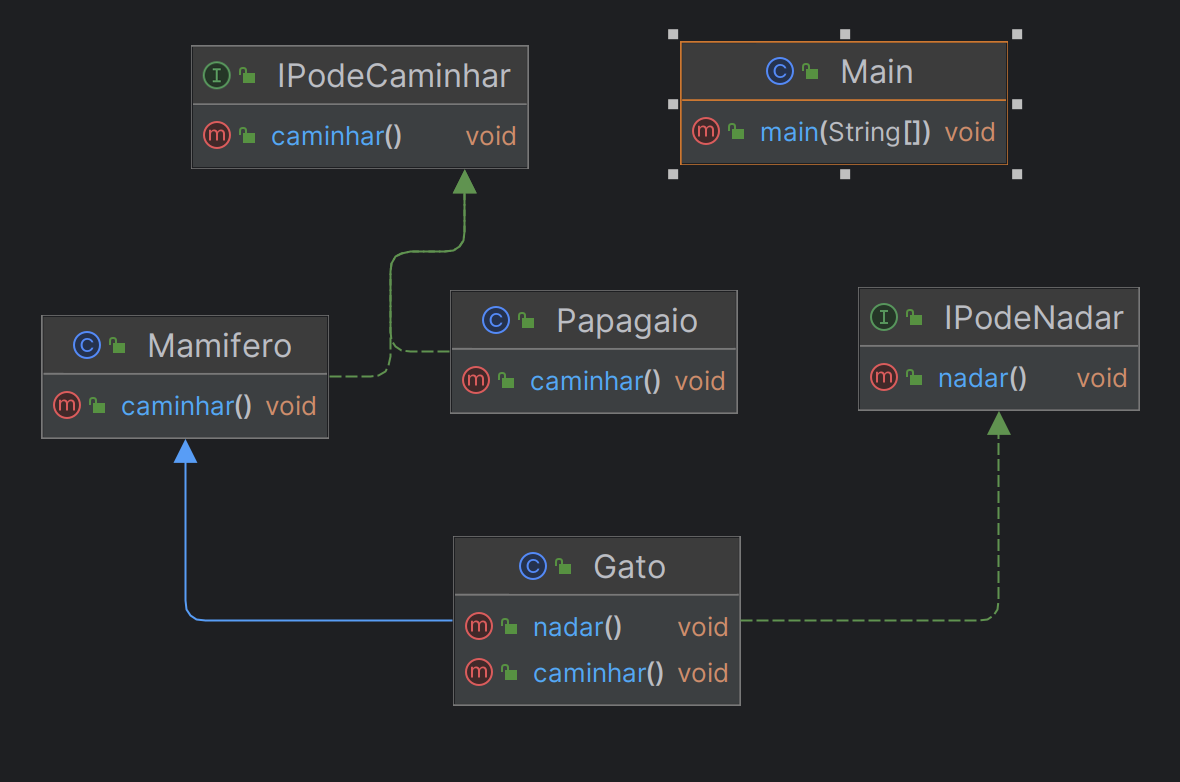 IPodeCaminhar
caminhar() void
Main
main(String[]) void
Mamifero
caminhar() void
Papagaio
caminhar() void
IPodeNadar
nadar() void
Gato
nadar() void
caminhar() void